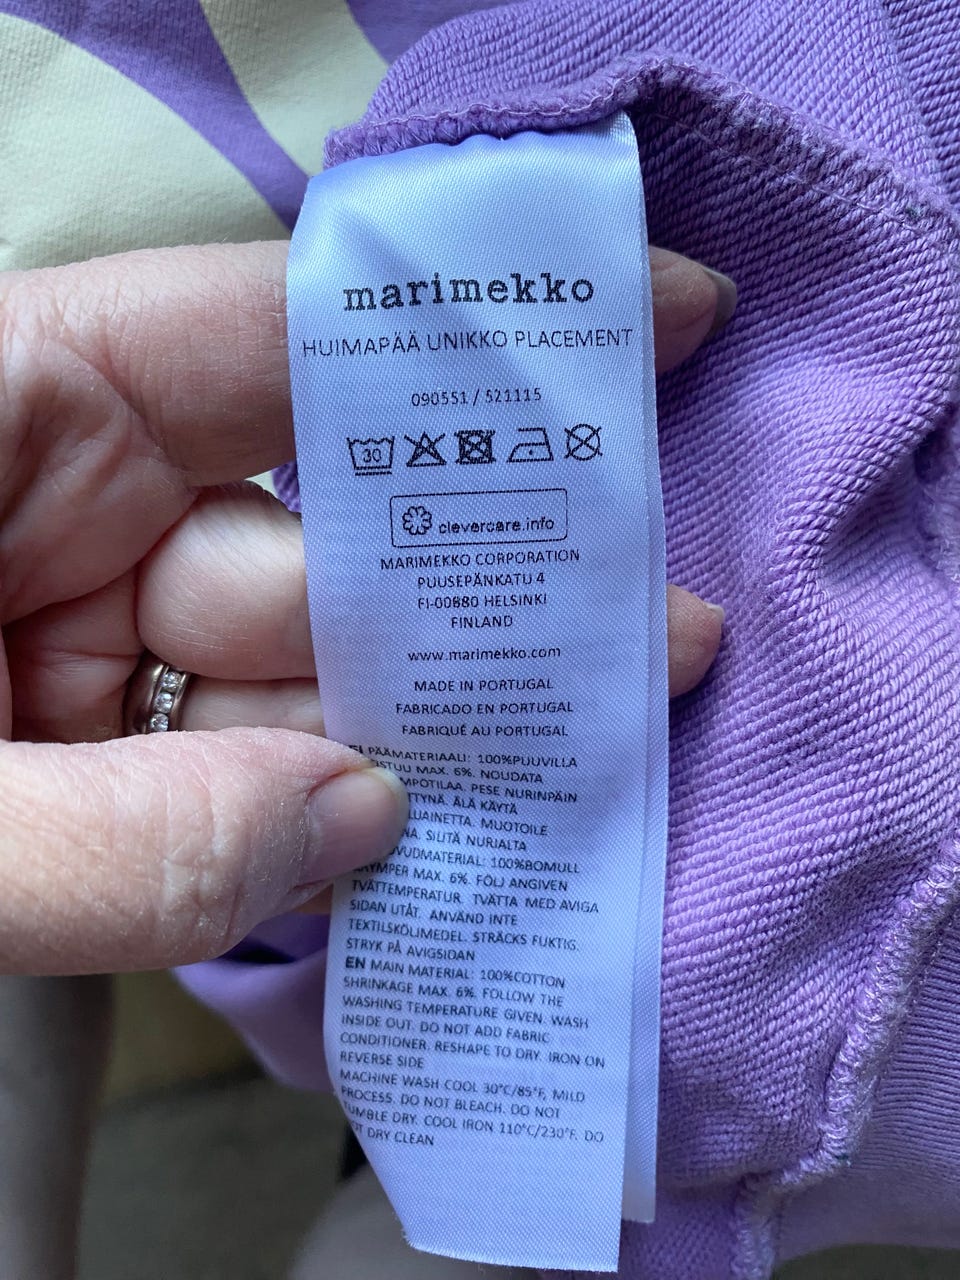 marimekko
HUIMAPÄÄ UNIKKO PLACEMENT
090551 / 521115
30
clevercare.info
MARIMEKKO CORPORATION
PUUSEPÄNKATU 4
FI-00880 HELSINKI
FINLAND
www.marimekko.com
MADE IN PORTUGAL
FABRICADO EN PORTUGAL
FABRIQUÉ AU PORTUGAL
PÄÄMATERIAALI: 100%PUUVILLA
MAX. 6%. NOUDATA
PESE NURINPÄIN
ÄLÄ KÄYTÄ
MUOTOILE
SILITÄ NURJALTA
100%BOMULL
KRYMPER MAX. 6%. FÖLJ ANGIVEN
TVÄTTEMPERATUR. TVÄTTA MED AVIGA
SIDAN UTÅT. ANVÄND INTE
TEXTILSKÖLJMEDEL. STRÄCKS FUKTIG.
STRYK PÅ AVIGSIDAN
EN MAIN MATERIAL: 100%COTTON
SHRINKAGE MAX. 6%. FOLLOW THE
WASHING TEMPERATURE GIVEN. WASH
INSIDE OUT. DO NOT ADD FABRIC
CONDITIONER. RESHAPE TO DRY. IRON ON
REVERSE SIDE
MACHINE WASH COOL 30°C/85°F, MILD
PROCESS. DO NOT BLEACH. DO NOT
TUMBLE DRY. COOL IRON 110°C/230°F. DO
NOT DRY CLEAN